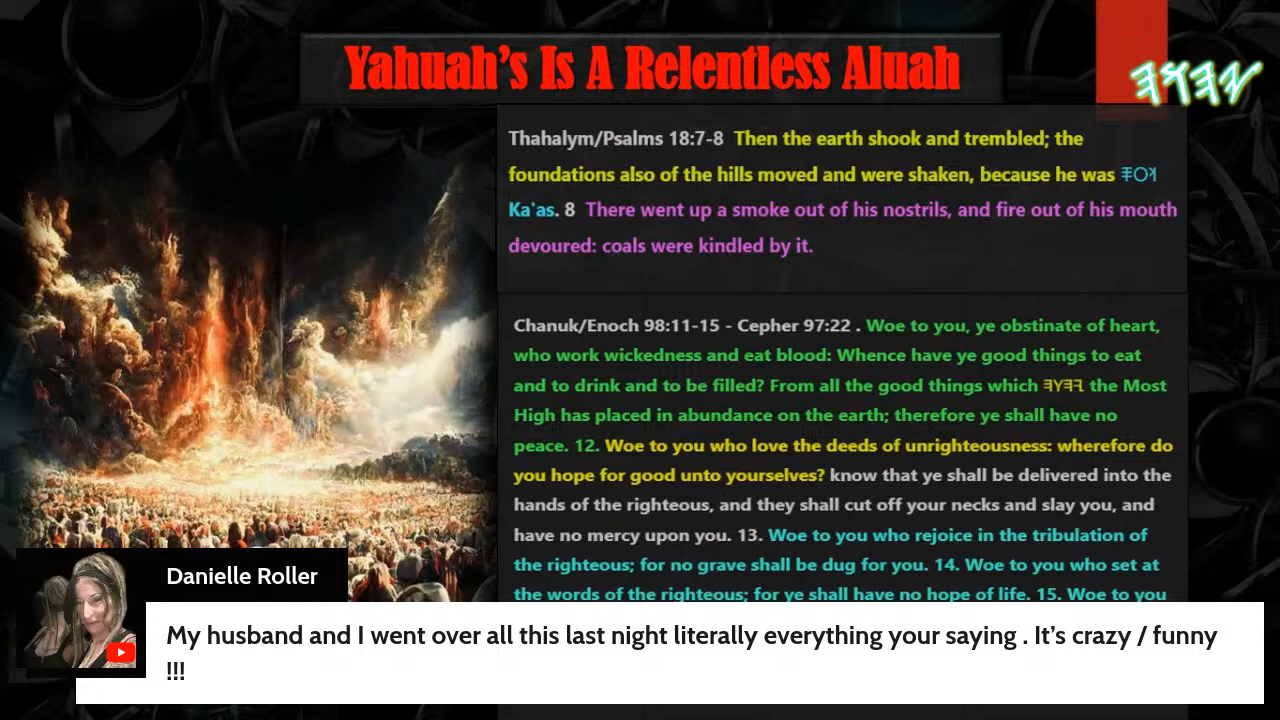 Yahuah's Is A Relentless Aluah
𐤉𐤄𐤅𐤄
Thahalym/Psalms 18:7-8 Then the earth shook and trembled; the
foundations also of the hills moved and were shaken, because he was 𐤊𐤏𐤎
Ka'as. 8 There went up a smoke out of his nostrils, and fire out of his mouth
devoured: coals were kindled by it.
Chanuk/Enoch 98:11-15 - Cepher 97:22 . Woe to you, ye obstinate of heart,
who work wickedness and eat blood: Whence have ye good things to eat
and to drink and to be filled? From all the good things which 𐤉𐤄𐤅𐤄 the Most
High has placed in abundance on the earth; therefore ye shall have no
peace. 12. Woe to you who love the deeds of unrighteousness: wherefore do
you hope for good unto yourselves? know that ye shall be delivered into the
hands of the righteous, and they shall cut off your necks and slay you, and
have no mercy upon you. 13. Woe to you who rejoice in the tribulation of
the righteous; for no grave shall be dug for you. 14. Woe to you who set at
the words of the righteous; for ye shall have no hope of life. 15. Woe to you
Danielle Roller
My husband and I went over all this last night literally everything your saying . It's crazy / funny
!!!